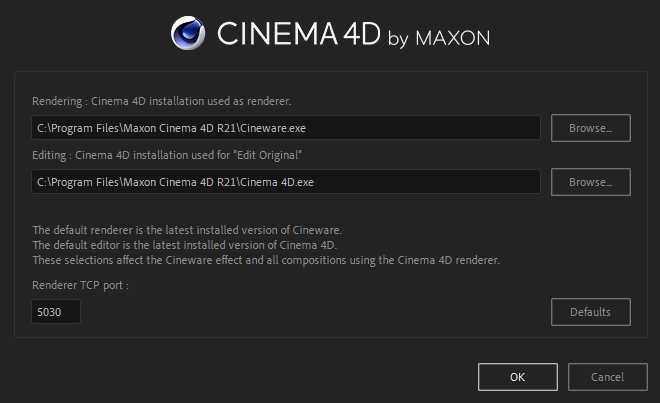 CINEMA 4D by MAXON
Rendering : Cinema 4D installation used as renderer.
C:\Program Files\Maxon Cinema 4D R21\Cineware.exe
Browse...
Editing : Cinema 4D installation used for "Edit Original"
C:\Program Files\Maxon Cinema 4D R21\Cinema 4D.exe
Browse...
The default renderer is the latest installed version of Cineware.
The default editor is the latest installed version of Cinema 4D.
These selections affect the Cineware effect and all compositions using the Cinema 4D renderer.
Renderer TCP port :
5030
Defaults
OK
Cancel